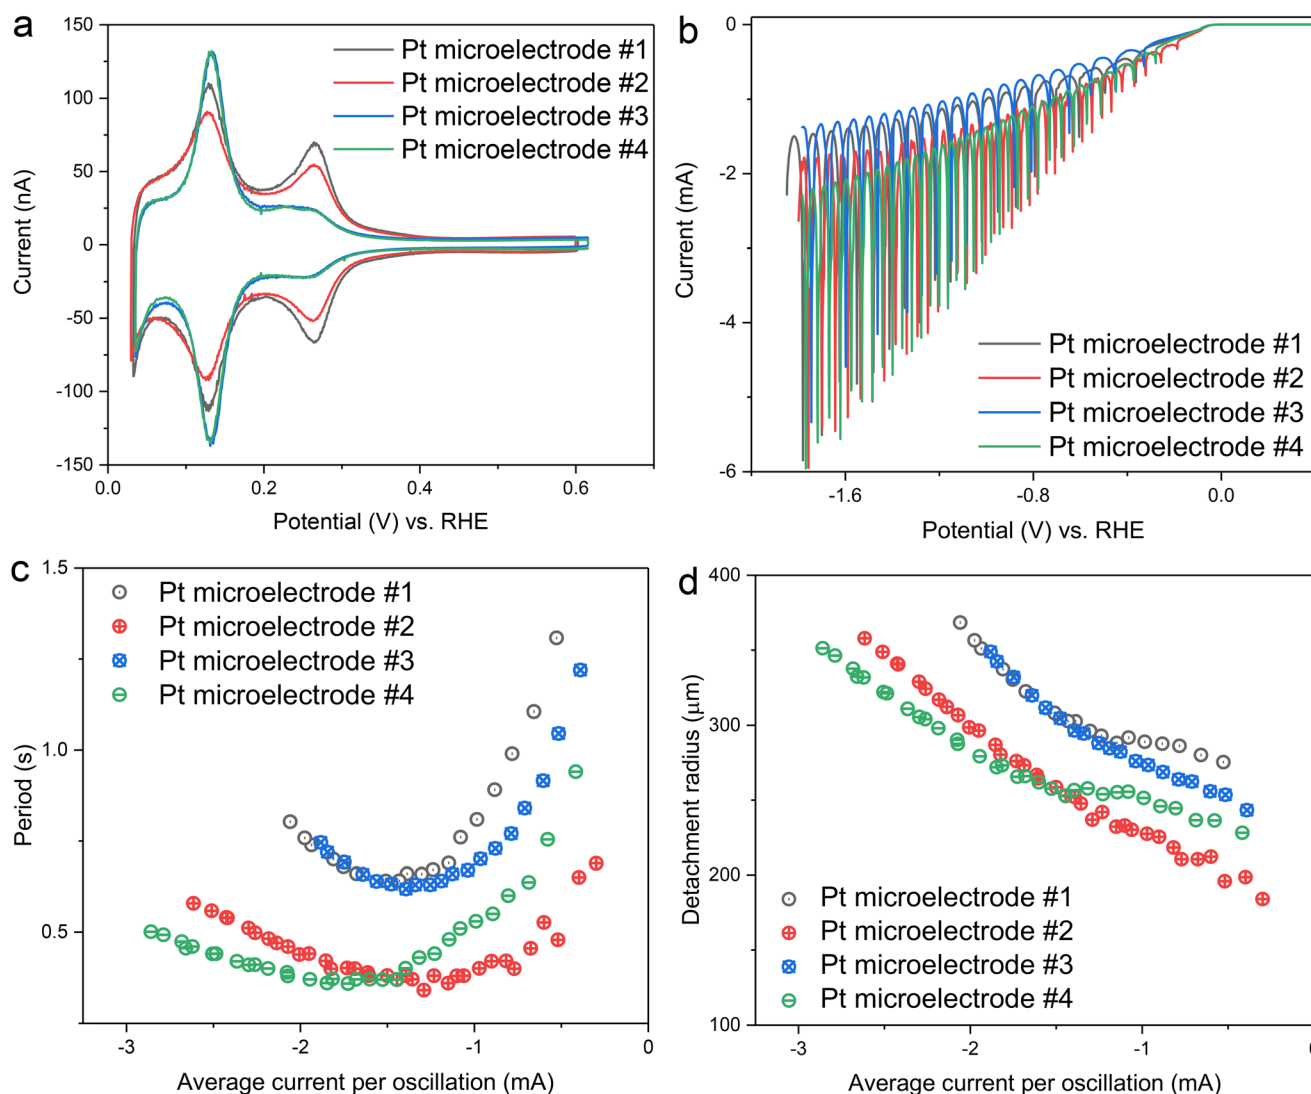 a
150
100
50
0
-50
-100
-150
Current (nA)
Pt microelectrode #1
Pt microelectrode #2
Pt microelectrode #3
Pt microelectrode #4
0.0
0.2
0.4
0.6
Potential (V) vs. RHE
b
0
-2
-4
-6
Current (mA)
Pt microelectrode #1
Pt microelectrode #2
Pt microelectrode #3
Pt microelectrode #4
-1.6
-0.8
0.0
Potential (V) vs. RHE
c
1.5
1.0
0.5
Period (s)
Pt microelectrode #1
Pt microelectrode #2
Pt microelectrode #3
Pt microelectrode #4
-3
-2
-1
0
Average current per oscillation (mA)
d
400
300
200
100
Detachment radius (μm)
Pt microelectrode #1
Pt microelectrode #2
Pt microelectrode #3
Pt microelectrode #4
-3
-2
-1
Average current per oscillation (mA)